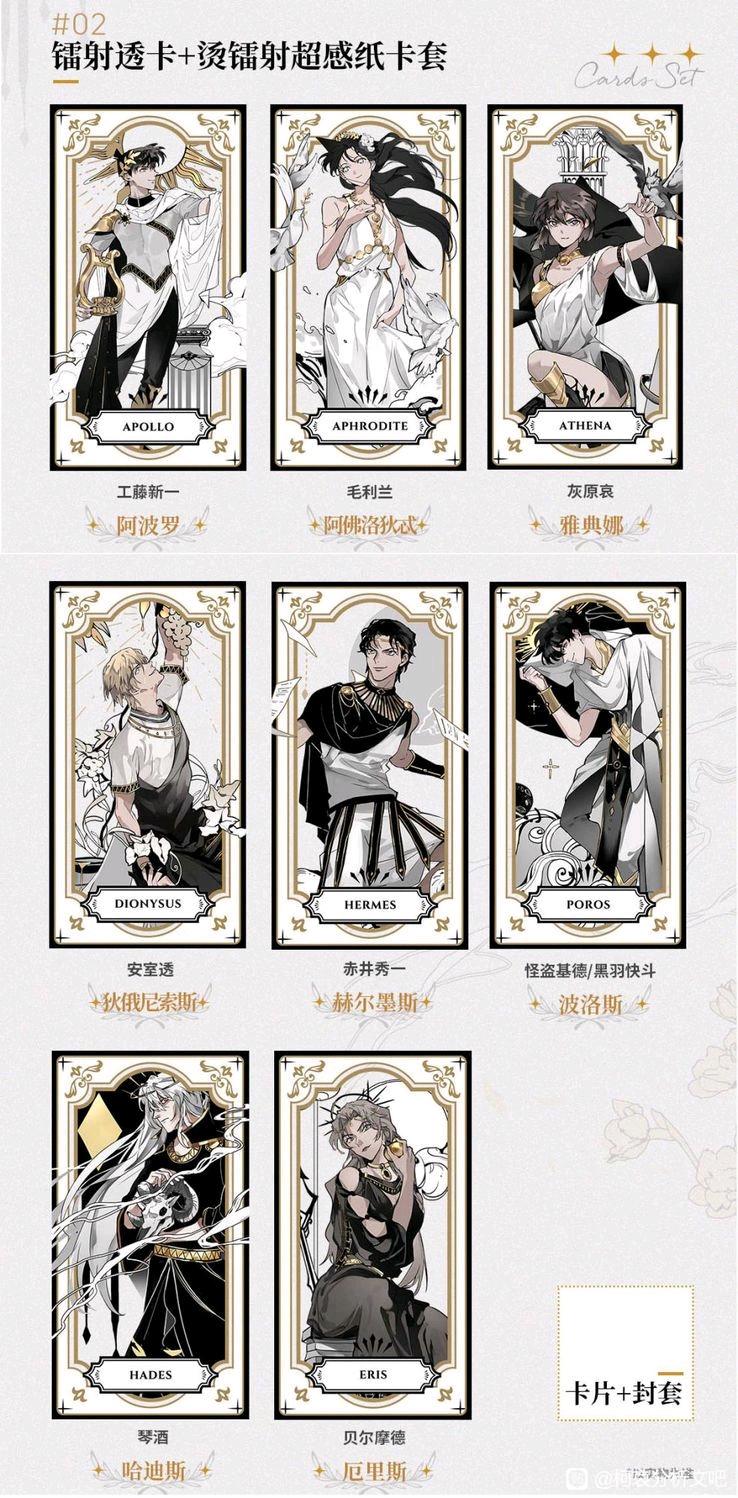 #02
镭射透卡+烫镭射超感纸卡套
Cards Set
APOLLO
APHRODITE
ATHENA
工藤新一
毛利兰
灰原哀
阿波罗
阿佛洛狄忒
雅典娜
DIONYSUS
HERMES
POROS
安室透
赤井秀一
怪盗基德/黑羽快斗
狄俄尼索斯
赫尔墨斯
波洛斯
HADES
ERIS
卡片+封套
琴酒
贝尔摩德
哈迪斯
厄里斯